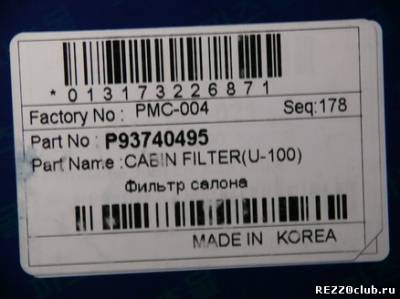 *013173226871
Factory No : PMC-004 Seq:178
Part No : P93740495
Part Name :CABIN FILTER(U-100)
Фильтр салона
MADE IN KOREA
REZZOclub.ru